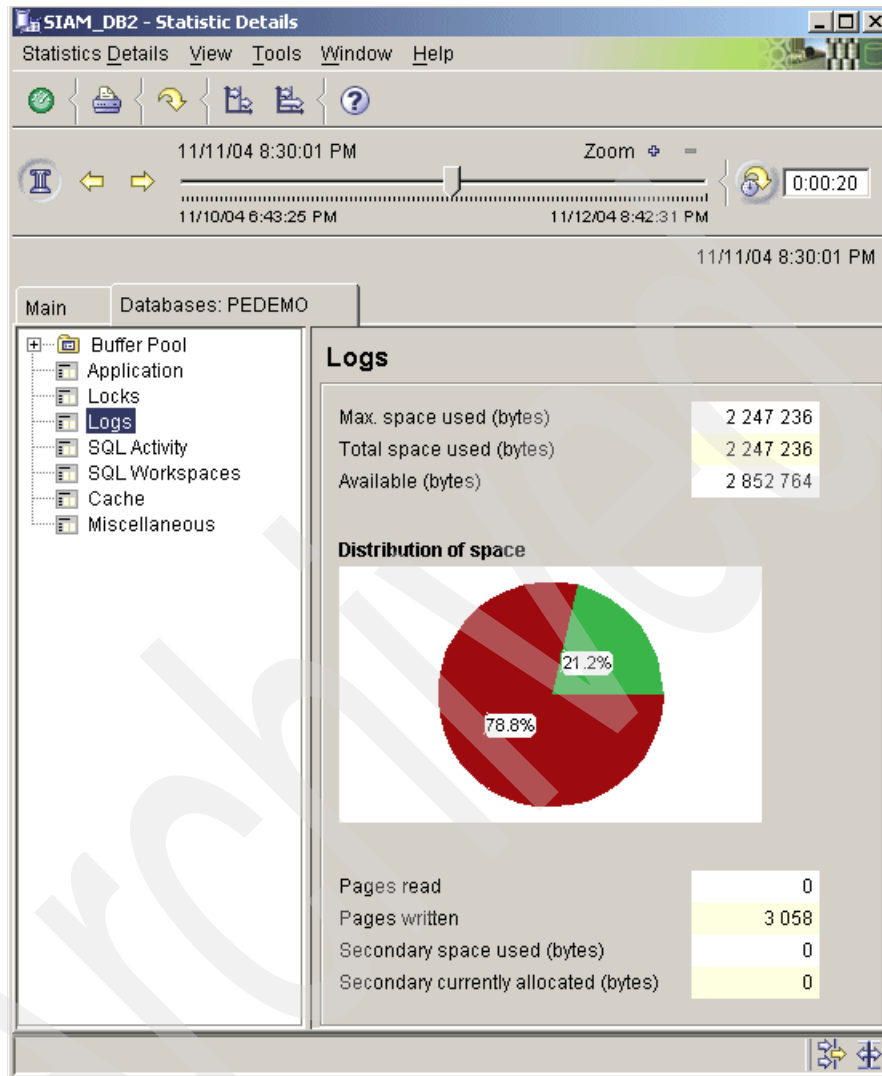 SIAM_DB2 - Statistic Details
Statistics Details View Tools Window Help
11/11/04 8:30:01 PM Zoom
0:00:20
11/10/04 6:43:25 PM 11/12/04 8:42:31 PM
11/11/04 8:30:01 PM
Main Databases: PEDEMO
Buffer Pool
Application
Locks
Logs
SQL Activity
SQL Workspaces
Cache
Miscellaneous
Logs
Max. space used (bytes) 2 247 236
Total space used (bytes) 2 247 236
Available (bytes) 2 852 764
Distribution of space
21.2%
78.8%
Pages read 0
Pages written 3 058
Secondary space used (bytes) 0
Secondary currently allocated (bytes) 0
Archived